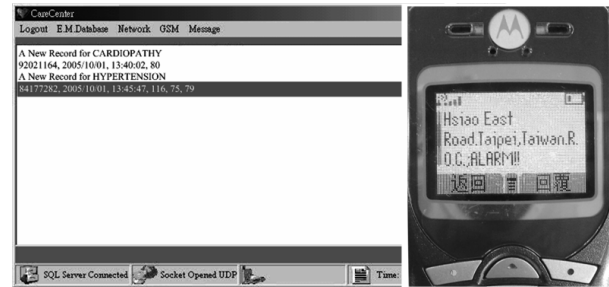 CareCenter
Logout E.M.Database Network GSM Message
A New Record for CARDIOPATHY
92021164, 2005/10/01, 13:40:02, 80
A New Record for HYPERTENSION
84177282, 2005/10/01, 13:45:47, 116, 75, 79
SQL Server Connected Socket Opened UDP Time:
MOTOROLA
Hsiao East
Road.Taipei,Taiwan.R.
O.C.;ALARM!!
返回 回覆